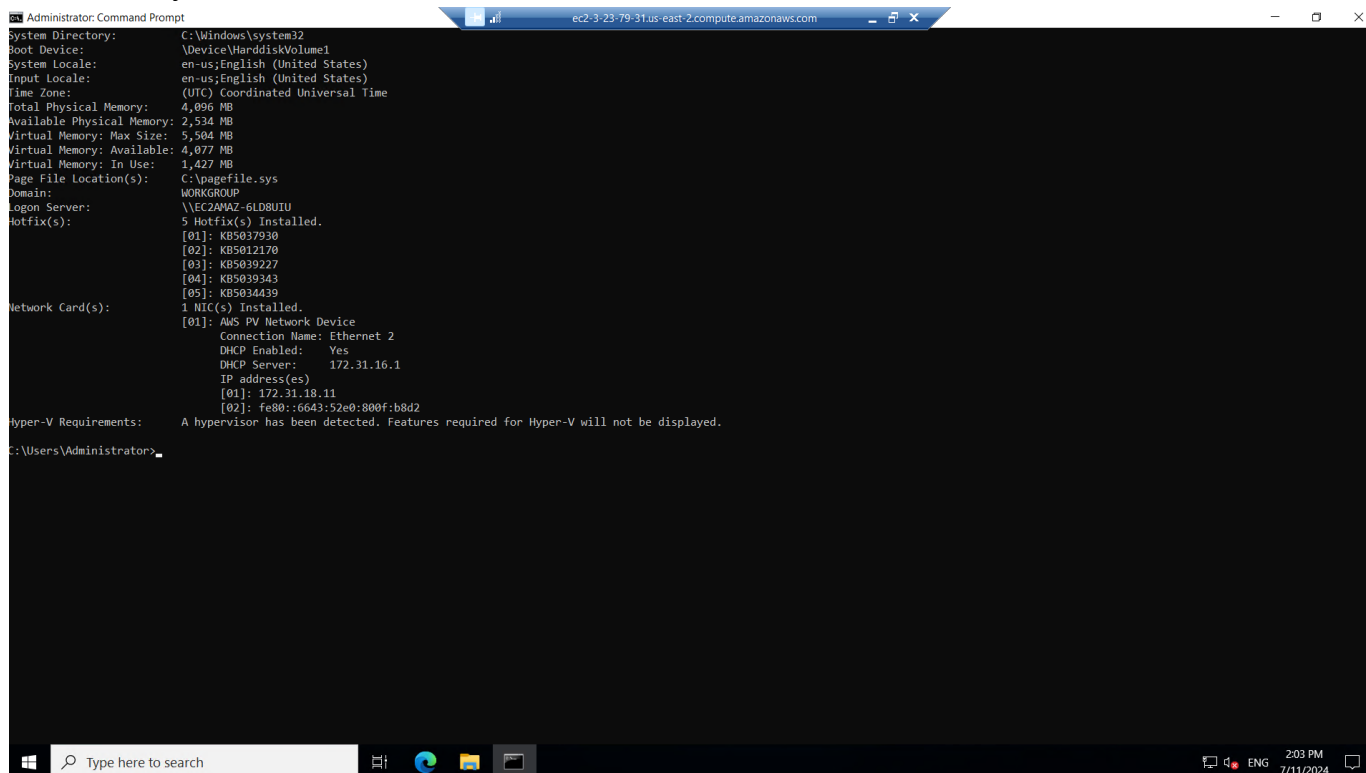 Administrator: Command Prompt
ec2-3-23-79-31.us-east-2.compute.amazonaws.com
System Directory: C:\Windows\system32
Boot Device: \Device\HarddiskVolume1
System Locale: en-us;English (United States)
Input Locale: en-us;English (United States)
Time Zone: (UTC) Coordinated Universal Time
Total Physical Memory: 4,096 MB
Available Physical Memory: 2,534 MB
Virtual Memory: Max Size: 5,504 MB
Virtual Memory: Available: 4,077 MB
Virtual Memory: In Use: 1,427 MB
Page File Location(s): C:\pagefile.sys
Domain: WORKGROUP
Logon Server: \\EC2AMAZ-6LD8UIU
Hotfix(s): 5 Hotfix(s) Installed.
[01]: KB5037930
[02]: KB5012170
[03]: KB5039227
[04]: KB5039343
[05]: KB5034439
Network Card(s): 1 NIC(s) Installed.
[01]: AWS PV Network Device
Connection Name: Ethernet 2
DHCP Enabled: Yes
DHCP Server: 172.31.16.1
IP address(es)
[01]: 172.31.18.11
[02]: fe80::6643:52e0:800f:b8d2
Hyper-V Requirements: A hypervisor has been detected. Features required for Hyper-V will not be displayed.
C:\Users\Administrator>
Type here to search
ENG
2:03 PM
7/11/2024